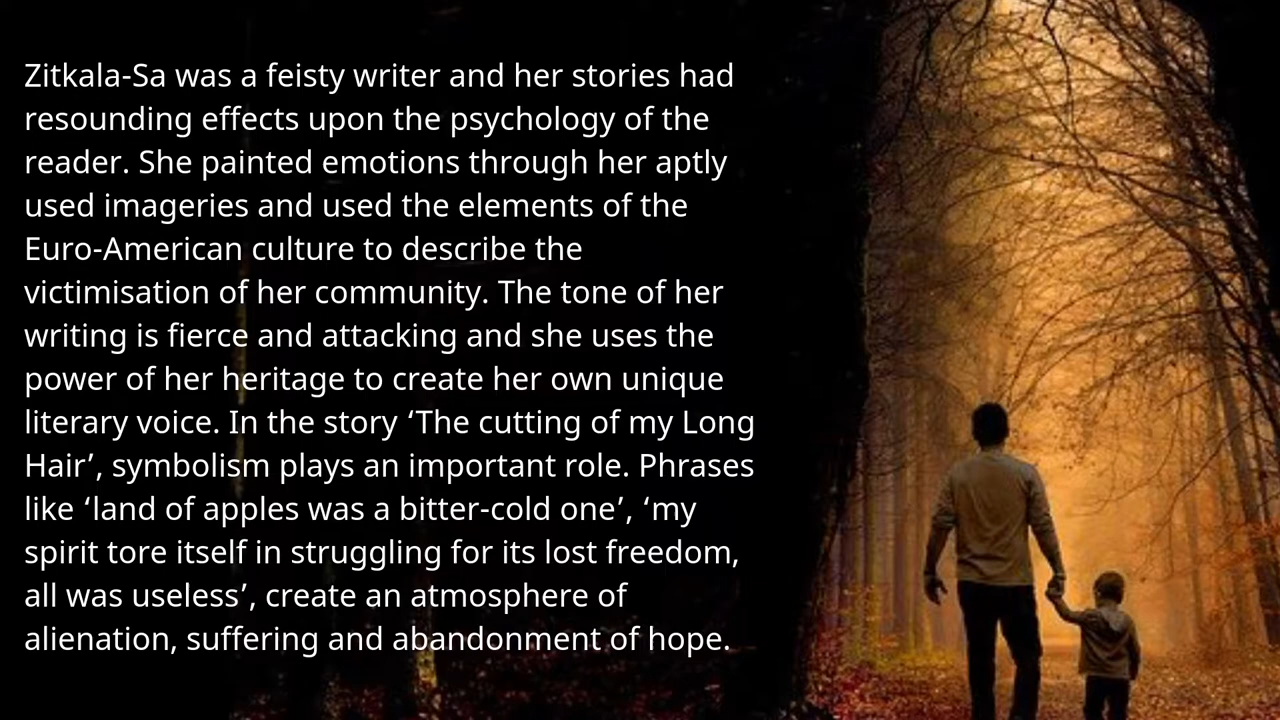 Zitkala-Sa was a feisty writer and her stories had
resounding effects upon the psychology of the
reader. She painted emotions through her aptly
used imageries and used the elements of the
Euro-American culture to describe the
victimisation of her community. The tone of her
writing is fierce and attacking and she uses the
power of her heritage to create her own unique
literary voice. In the story ‘The cutting of my Long
Hair’, symbolism plays an important role. Phrases
like ‘land of apples was a bitter-cold one’, ‘my
spirit tore itself in struggling for its lost freedom,
all was useless’, create an atmosphere of
alienation, suffering and abandonment of hope.